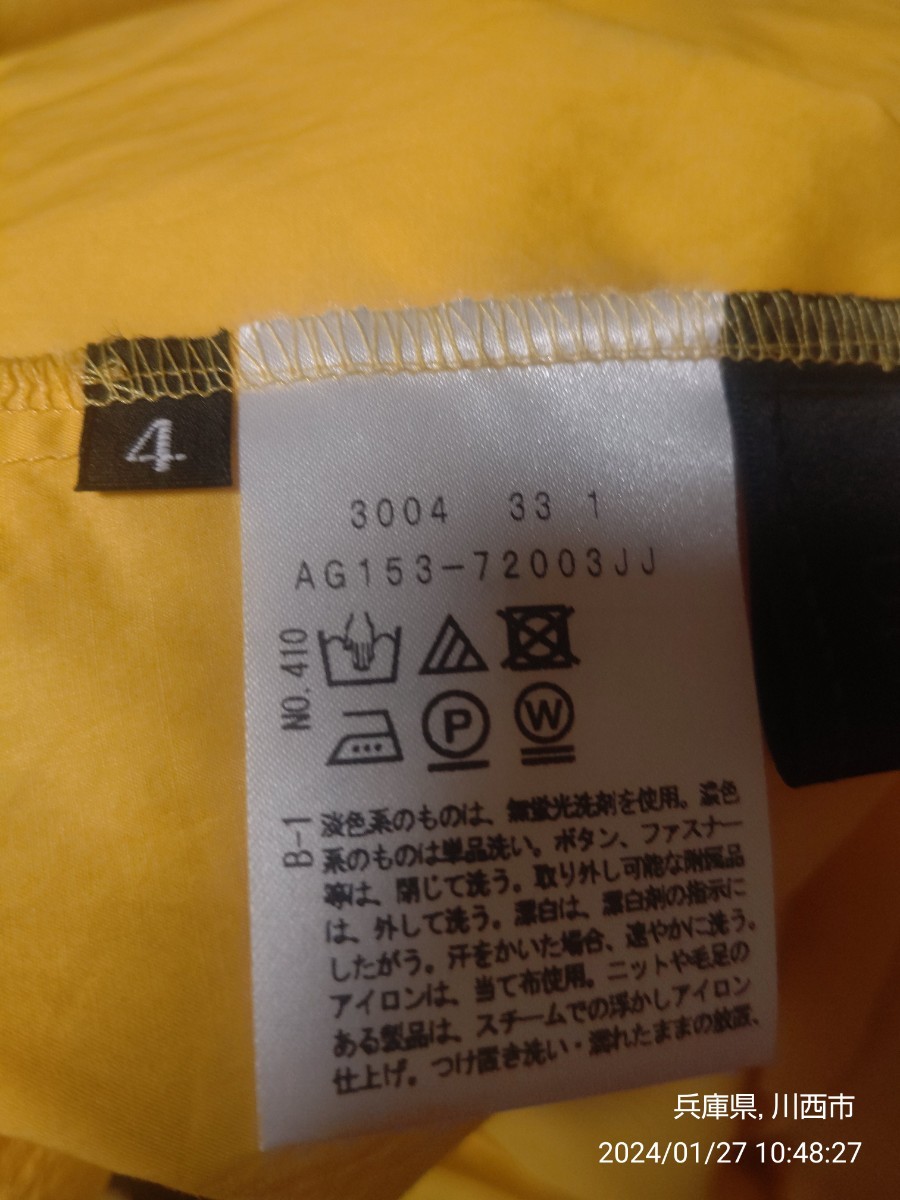 4
3004 33 1
AG153-72003JJ
NO.410
P
W
B-1
淡色系のものは、無蛍光洗剤を使用。濃色
系のものは単品洗い。ボタン、ファスナー
等は、閉じて洗う。取り外し可能な附属品
は、外して洗う。漂白は、漂白剤の指示に
したがう。汗をかいた場合、速やかに洗う。
アイロンは、当て布使用。ニットや毛足の
ある製品は、スチームでの浮かしアイロン
仕上げ。つけ置き洗い・濡れたままの放置、
兵庫県, 川西市
2024/01/27 10:48:27